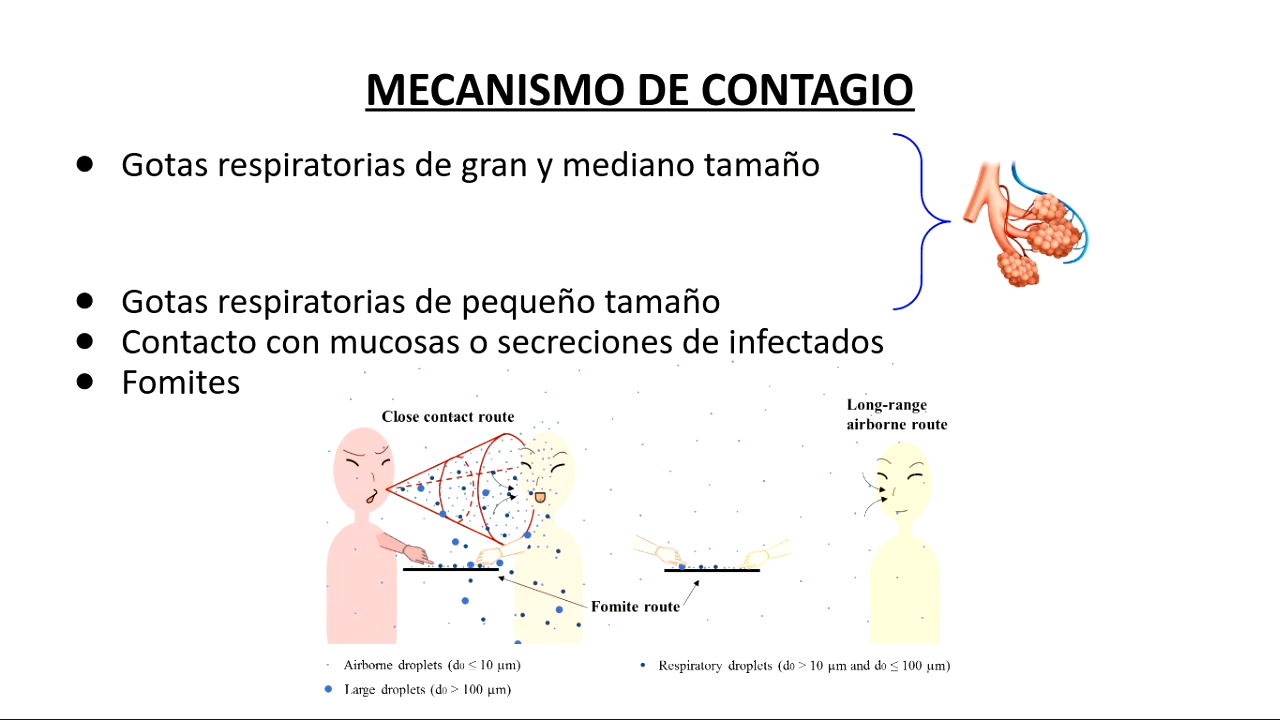 MECANISMO DE CONTAGIO
● Gotas respiratorias de gran y mediano tamaño
● Gotas respiratorias de pequeño tamaño
● Contacto con mucosas o secreciones de infectados
● Fomites
Close contact route
Long-range
airborne route
Fomite route
Airborne droplets (d₀ ≤ 10 μm)
Respiratory droplets (d₀ > 10 μm and d₀ ≤ 100 μm)
Large droplets (d₀ > 100 μm)